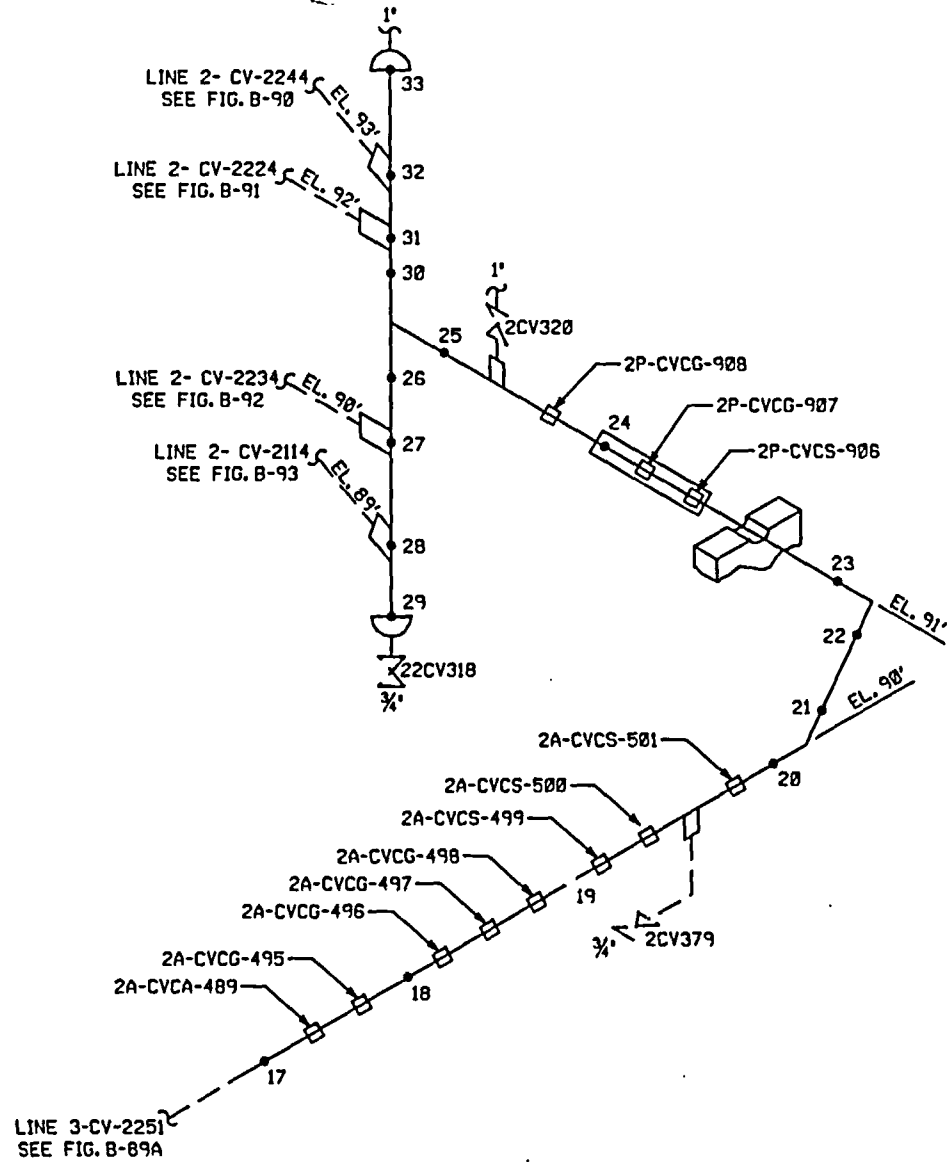 1"
33
LINE 2- CV-2244
SEE FIG. B-90
EL. 93'
32
LINE 2- CV-2224
SEE FIG. B-91
EL. 92'
31
30
1"
2CV320
25
2P-CVCG-908
LINE 2- CV-2234
SEE FIG. B-92
EL. 90'
26
27
24
2P-CVCG-907
LINE 2- CV-2114
SEE FIG. B-93
EL. 89'
2P-CVCS-906
28
23
29
EL. 91'
22
22CV318
3/4"
21
EL. 90'
2A-CVCS-501
20
2A-CVCS-500
2A-CVCS-499
2A-CVCG-498
19
2A-CVCG-497
2A-CVCG-496
3/4"
2CV379
2A-CVCG-495
18
2A-CVCA-489
17
LINE 3-CV-2251
SEE FIG. B-89A